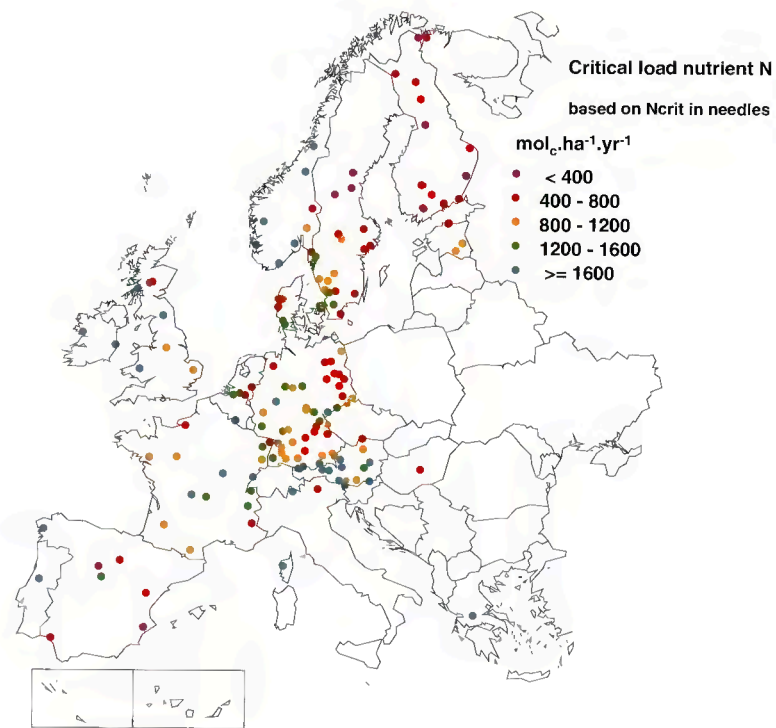 Critical load nutrient N
based on Ncrit in needles
molc.ha-1.yr-1
< 400
400 - 800
800 - 1200
1200 - 1600
>= 1600